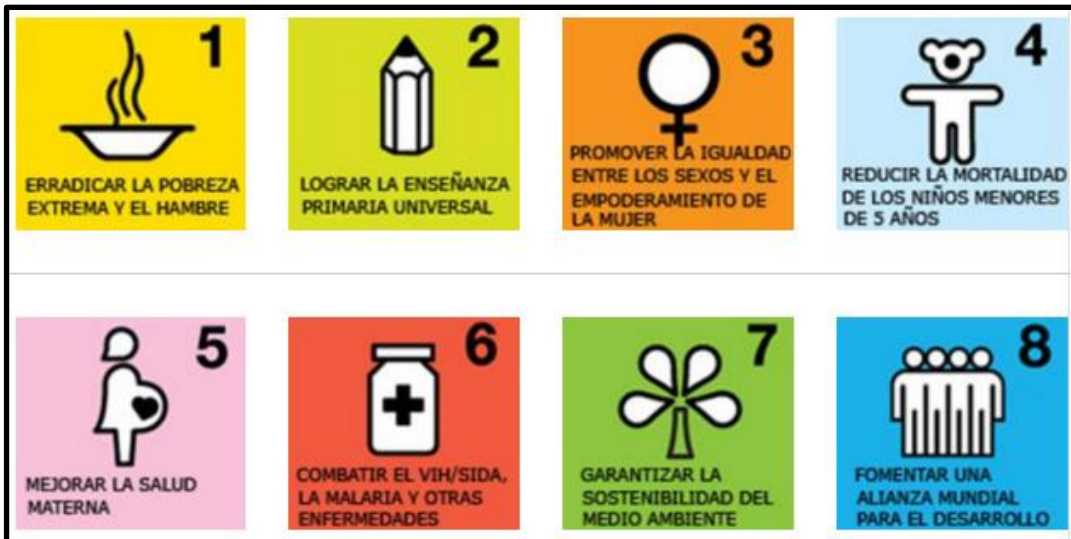 1
ERRADICAR LA POBREZA
EXTREMA Y EL HAMBRE
2
LOGRAR LA ENSEÑANZA
PRIMARIA UNIVERSAL
3
PROMOVER LA IGUALDAD
ENTRE LOS SEXOS Y EL
EMPODERAMIENTO DE
LA MUJER
4
REDUCIR LA MORTALIDAD
DE LOS NIÑOS MENORES
DE 5 AÑOS
5
MEJORAR LA SALUD
MATERNA
6
COMBATIR EL VIH/SIDA,
LA MALARIA Y OTRAS
ENFERMEDADES
7
GARANTIZAR LA
SOSTENIBILIDAD DEL
MEDIO AMBIENTE
8
FOMENTAR UNA
ALIANZA MUNDIAL
PARA EL DESARROLLO